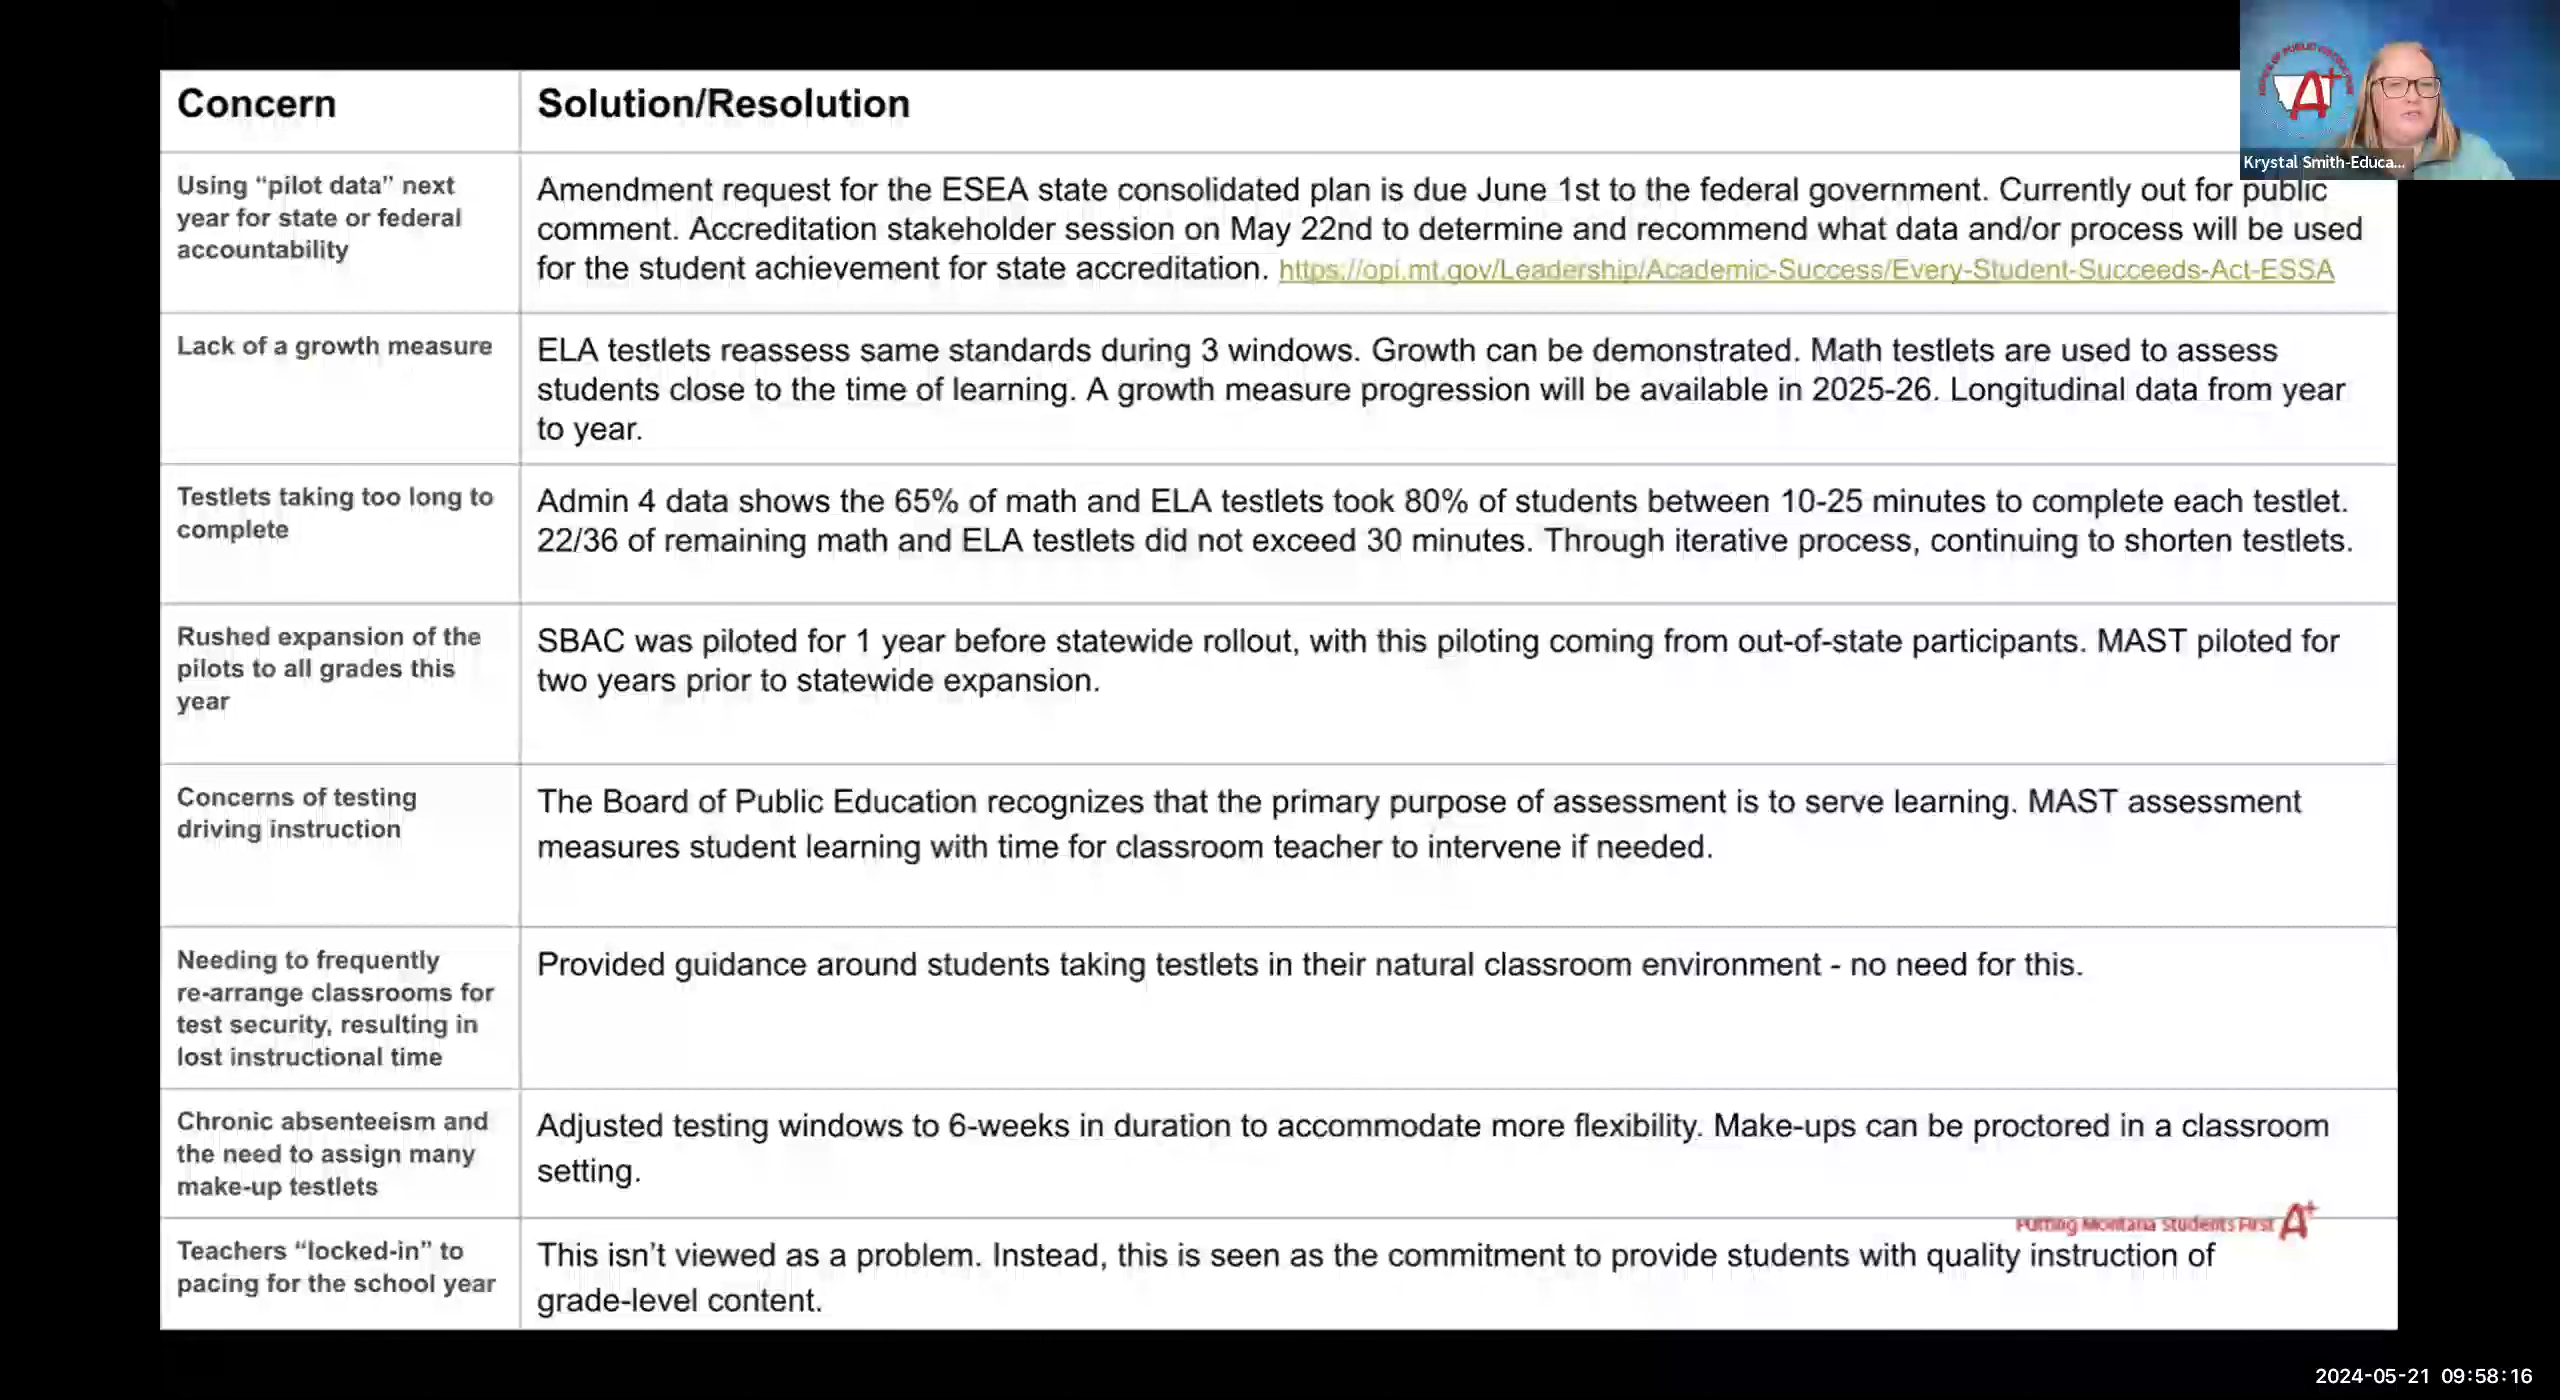 Concern
Solution/Resolution
Using “pilot data” next
year for state or federal
accountability
Amendment request for the ESEA state consolidated plan is due June 1st to the federal government. Currently out for public
comment. Accreditation stakeholder session on May 22nd to determine and recommend what data and/or process will be used
for the student achievement for state accreditation. https://opi.mt.gov/Leadership/Academic-Success/Every-Student-Succeeds-Act-ESSA
Lack of a growth measure
ELA testlets reassess same standards during 3 windows. Growth can be demonstrated. Math testlets are used to assess
students close to the time of learning. A growth measure progression will be available in 2025-26. Longitudinal data from year
to year.
Testlets taking too long to
complete
Admin 4 data shows the 65% of math and ELA testlets took 80% of students between 10-25 minutes to complete each testlet.
22/36 of remaining math and ELA testlets did not exceed 30 minutes. Through iterative process, continuing to shorten testlets.
Rushed expansion of the
pilots to all grades this
year
SBAC was piloted for 1 year before statewide rollout, with this piloting coming from out-of-state participants. MAST piloted for
two years prior to statewide expansion.
Concerns of testing
driving instruction
The Board of Public Education recognizes that the primary purpose of assessment is to serve learning. MAST assessment
measures student learning with time for classroom teacher to intervene if needed.
Needing to frequently
re-arrange classrooms for
test security, resulting in
lost instructional time
Provided guidance around students taking testlets in their natural classroom environment - no need for this.
Chronic absenteeism and
the need to assign many
make-up testlets
Adjusted testing windows to 6-weeks in duration to accommodate more flexibility. Make-ups can be proctored in a classroom
setting.
Putting Montana Students First A+
Teachers “locked-in” to
pacing for the school year
This isn’t viewed as a problem. Instead, this is seen as the commitment to provide students with quality instruction of
grade-level content.
A+
Krystal Smith-Educa...
2024-05-21 09:58:16